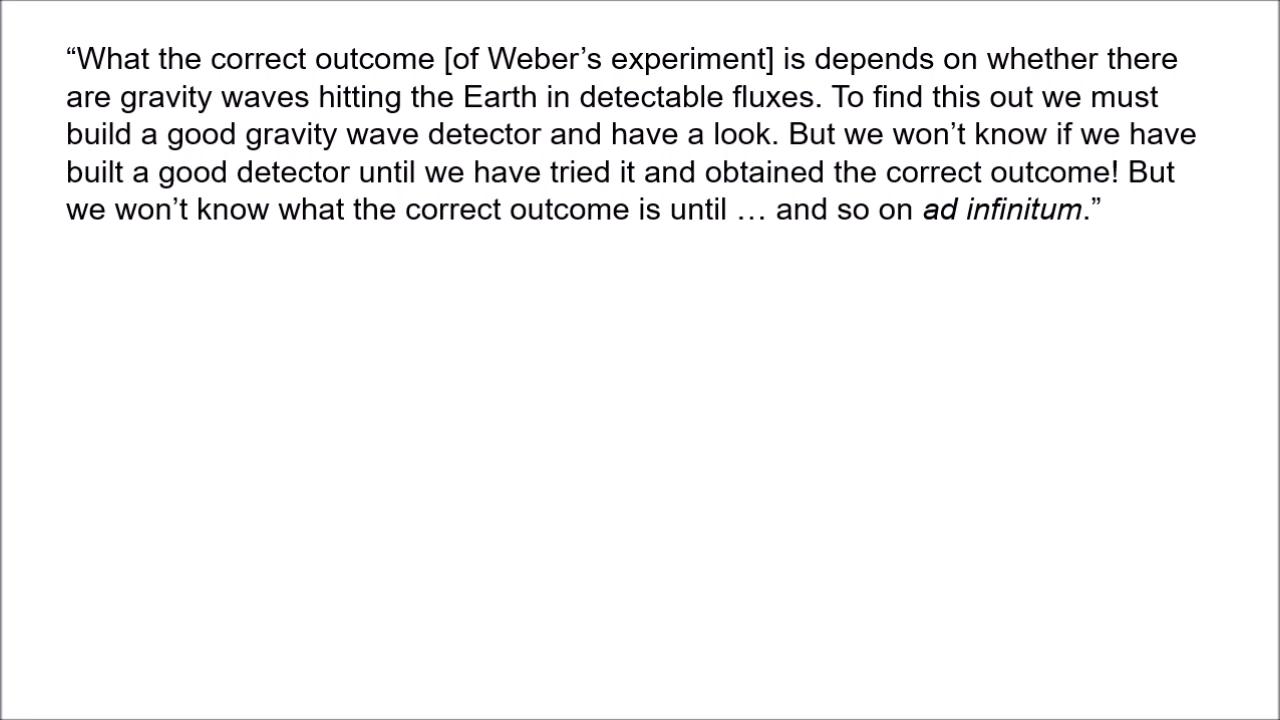 “What the correct outcome [of Weber’s experiment] is depends on whether there
are gravity waves hitting the Earth in detectable fluxes. To find this out we must
build a good gravity wave detector and have a look. But we won’t know if we have
built a good detector until we have tried it and obtained the correct outcome! But
we won’t know what the correct outcome is until … and so on ad infinitum.”